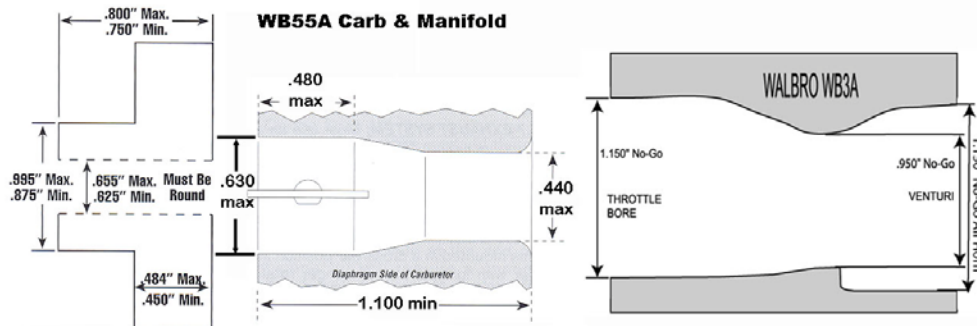 .800” Max.
.750” Min.
WB55A Carb & Manifold
.480
max
.995” Max.
.875” Min.
.655” Max.
.625” Min.
Must Be
Round
.630
max
.440
max
.484” Max.
.450” Min.
Diaphragm Side of Carburetor
1.100 min
WALBRO WB3A
1.150” No-Go
THROTTLE
BORE
.950” No-Go
VENTURI
No-Go